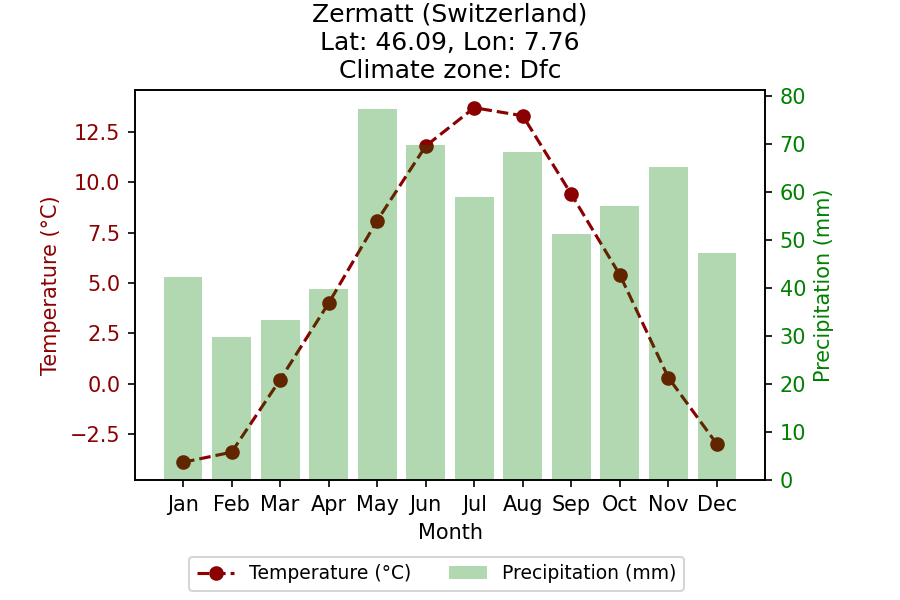 Zermatt (Switzerland)
Lat: 46.09, Lon: 7.76
Climate zone: Dfc
Temperature (°C)
12.5
10.0
7.5
5.0
2.5
0.0
−2.5
80
70
60
50
40
30
20
10
0
Precipitation (mm)
Jan Feb Mar Apr May Jun Jul Aug Sep Oct Nov Dec
Month
Temperature (°C) Precipitation (mm)